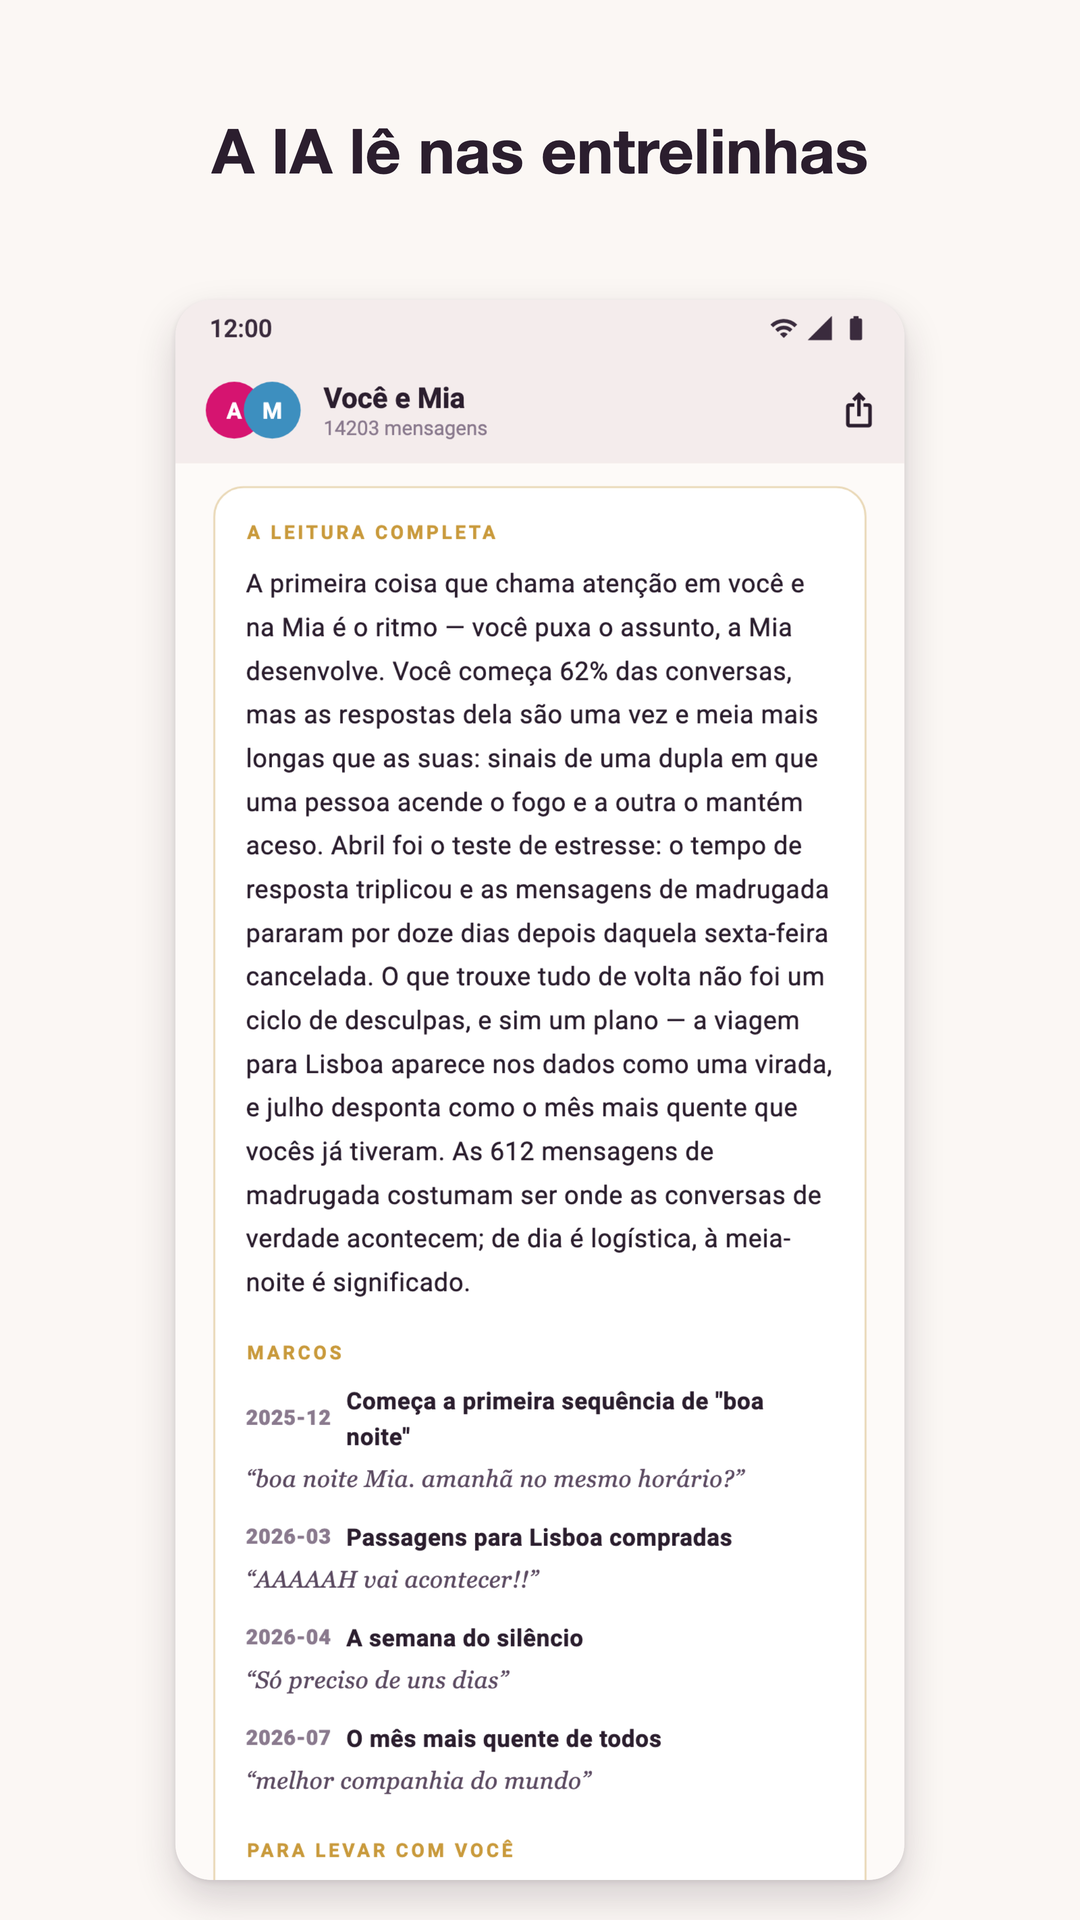 A IA lê nas entrelinhas
12:00
A M
Você e Mia
14203 mensagens
A LEITURA COMPLETA
A primeira coisa que chama atenção em você e
na Mia é o ritmo — você puxa o assunto, a Mia
desenvolve. Você começa 62% das conversas,
mas as respostas dela são uma vez e meia mais
longas que as suas: sinais de uma dupla em que
uma pessoa acende o fogo e a outra o mantém
aceso. Abril foi o teste de estresse: o tempo de
resposta triplicou e as mensagens de madrugada
pararam por doze dias depois daquela sexta-feira
cancelada. O que trouxe tudo de volta não foi um
ciclo de desculpas, e sim um plano — a viagem
para Lisboa aparece nos dados como uma virada,
e julho desponta como o mês mais quente que
vocês já tiveram. As 612 mensagens de
madrugada costumam ser onde as conversas de
verdade acontecem; de dia é logística, à meia-
noite é significado.
MARCOS
2025-12 Começa a primeira sequência de "boa
noite"
“boa noite Mia. amanhã no mesmo horário?”
2026-03 Passagens para Lisboa compradas
“AAAAAH vai acontecer!!”
2026-04 A semana do silêncio
“Só preciso de uns dias”
2026-07 O mês mais quente de todos
“melhor companhia do mundo”
PARA LEVAR COM VOCÊ